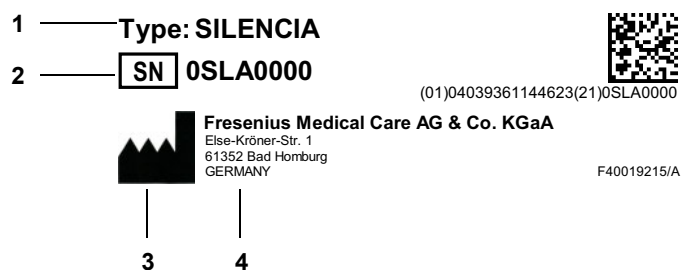 1 Type: SILENCIA
2 SN 0SLA0000
(01)04039361144623(21)0SLA0000
Fresenius Medical Care AG & Co. KGaA
Else-Kröner-Str. 1
61352 Bad Homburg
GERMANY F40019215/A
3 4